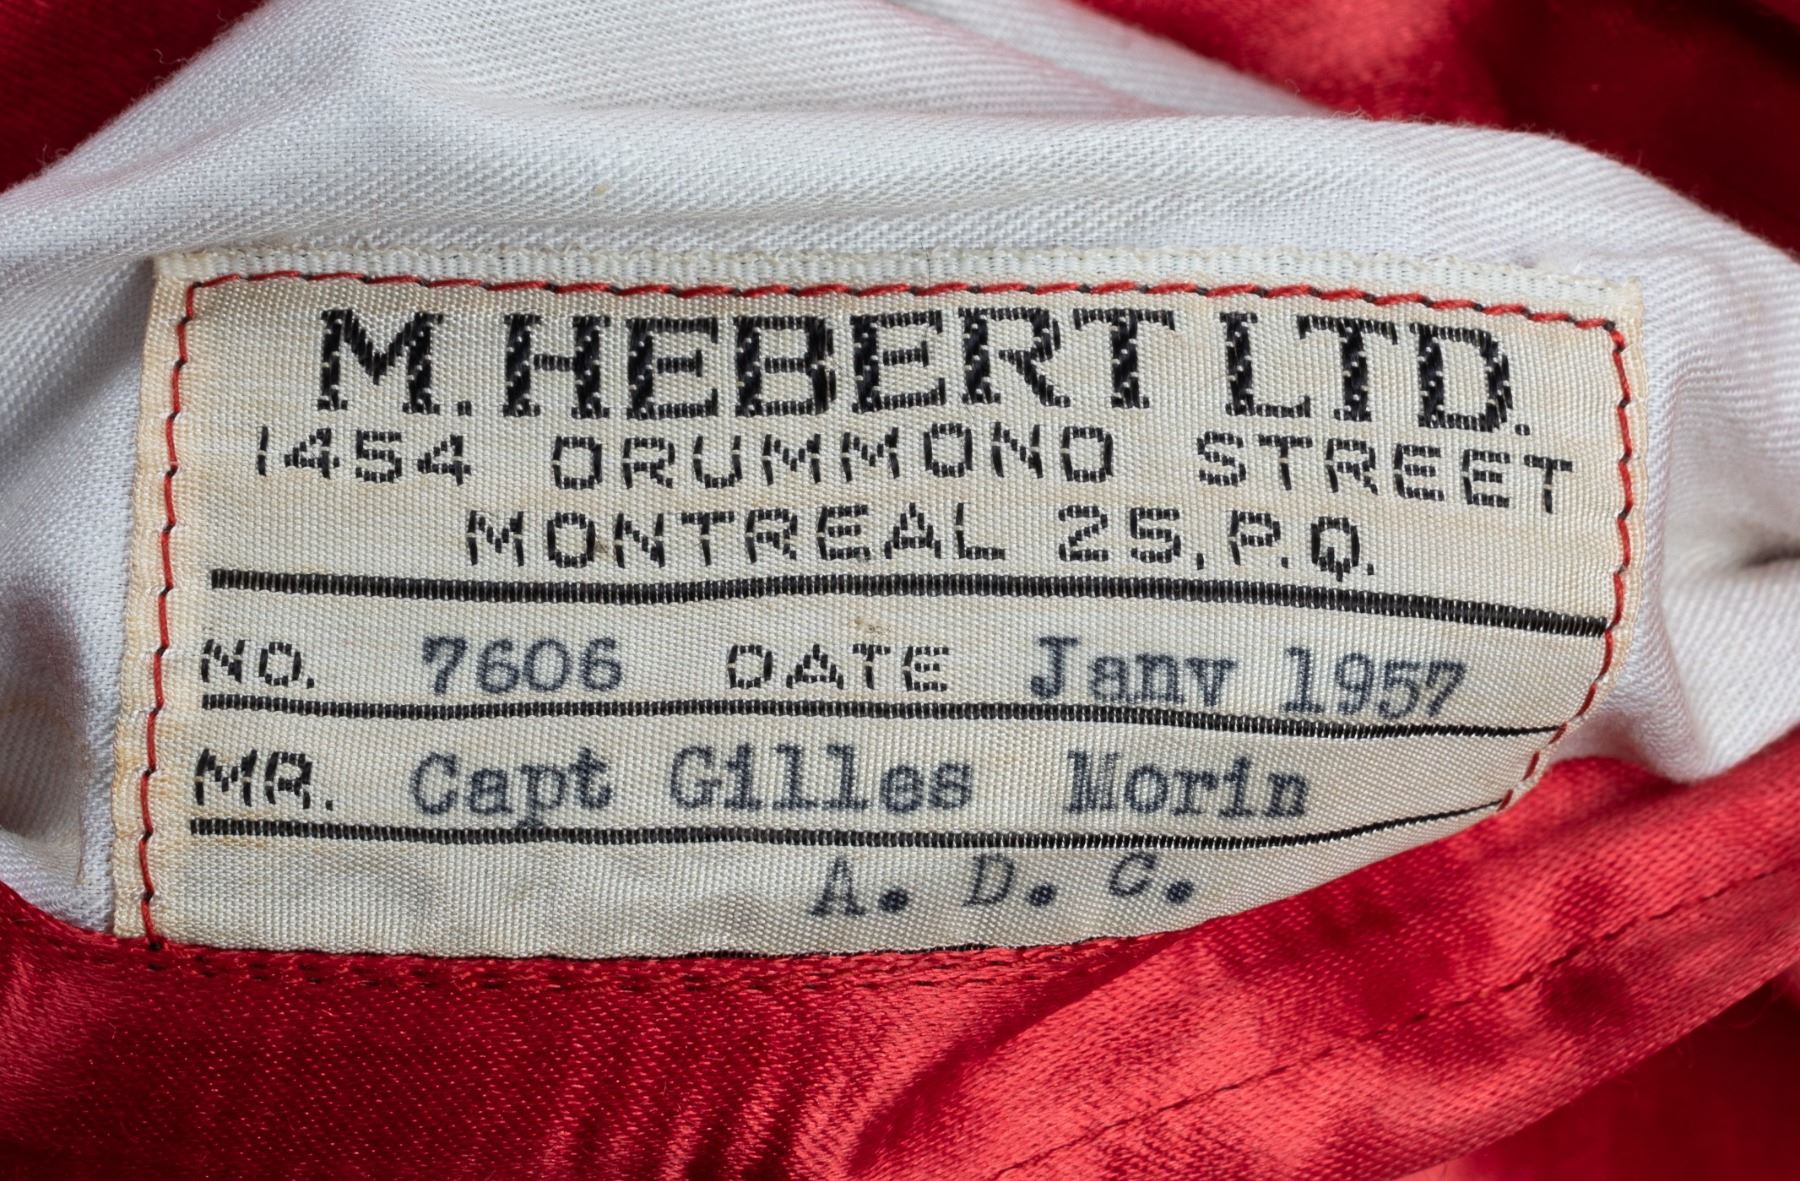 M. HEBERT LTD.
1454 DRUMMOND STREET
MONTREAL 25, P.Q.
NO. 7606 DATE Janv 1957
MR. Capt Gilles Morin
A. D. C.